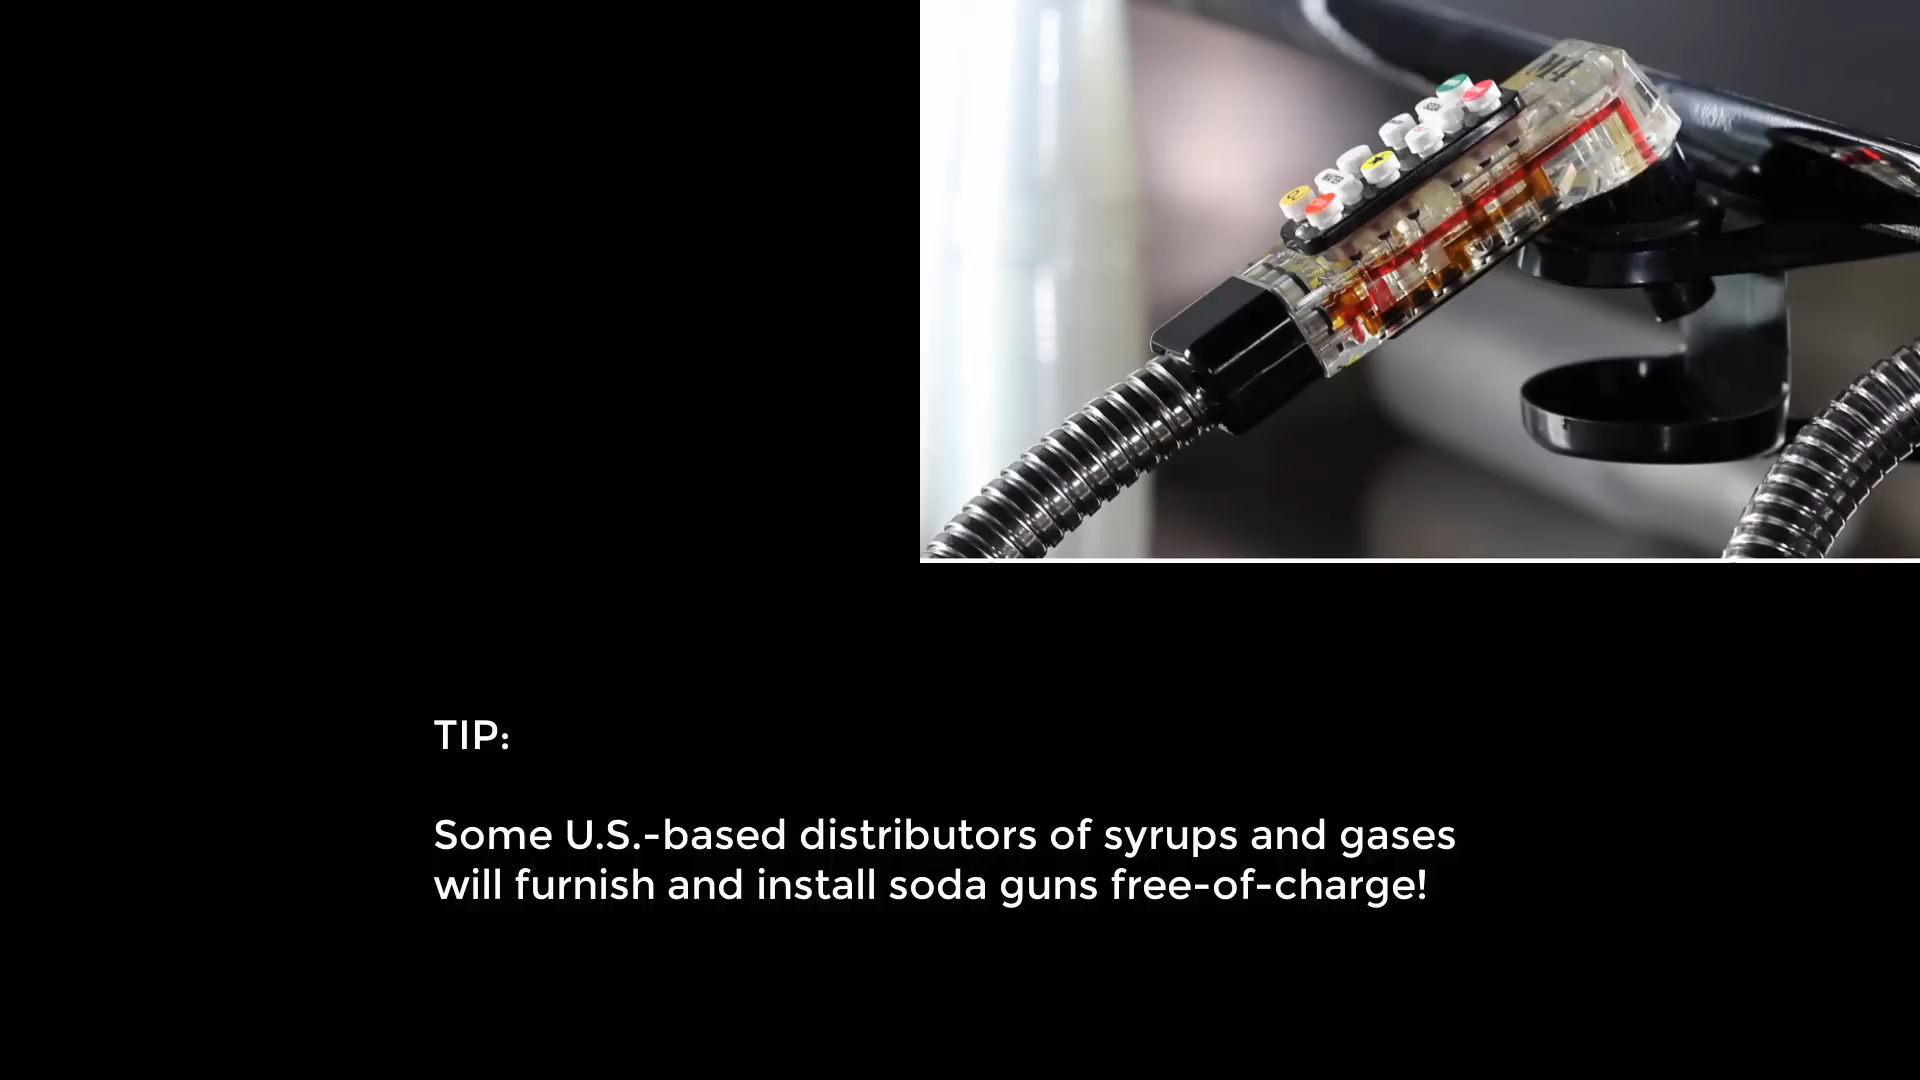 TIP:
Some U.S.-based distributors of syrups and gases
will furnish and install soda guns free-of-charge!